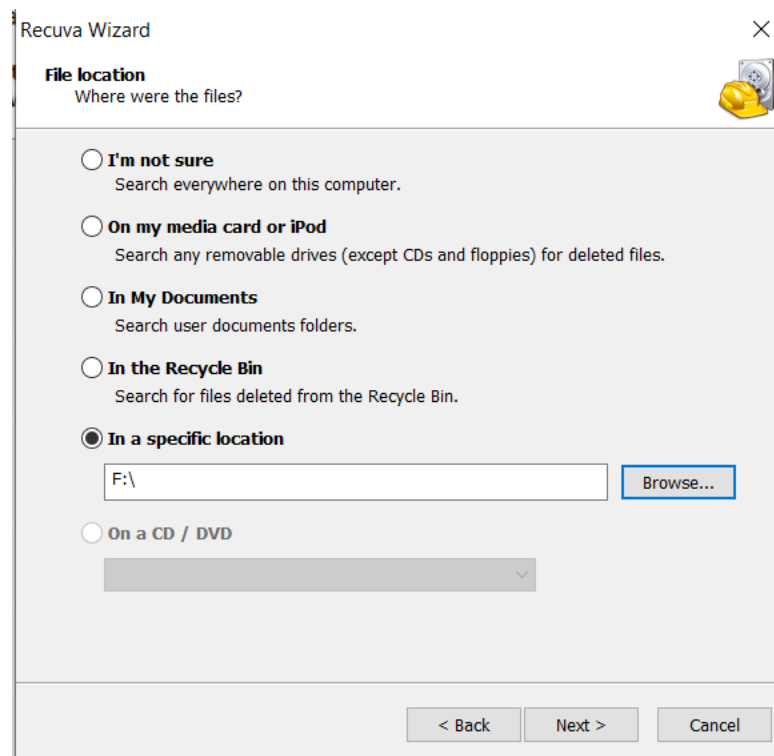 Recuva Wizard
File location
Where were the files?
I'm not sure
Search everywhere on this computer.
On my media card or iPod
Search any removable drives (except CDs and floppies) for deleted files.
In My Documents
Search user documents folders.
In the Recycle Bin
Search for files deleted from the Recycle Bin.
In a specific location
F:\
Browse...
On a CD / DVD
< Back
Next >
Cancel